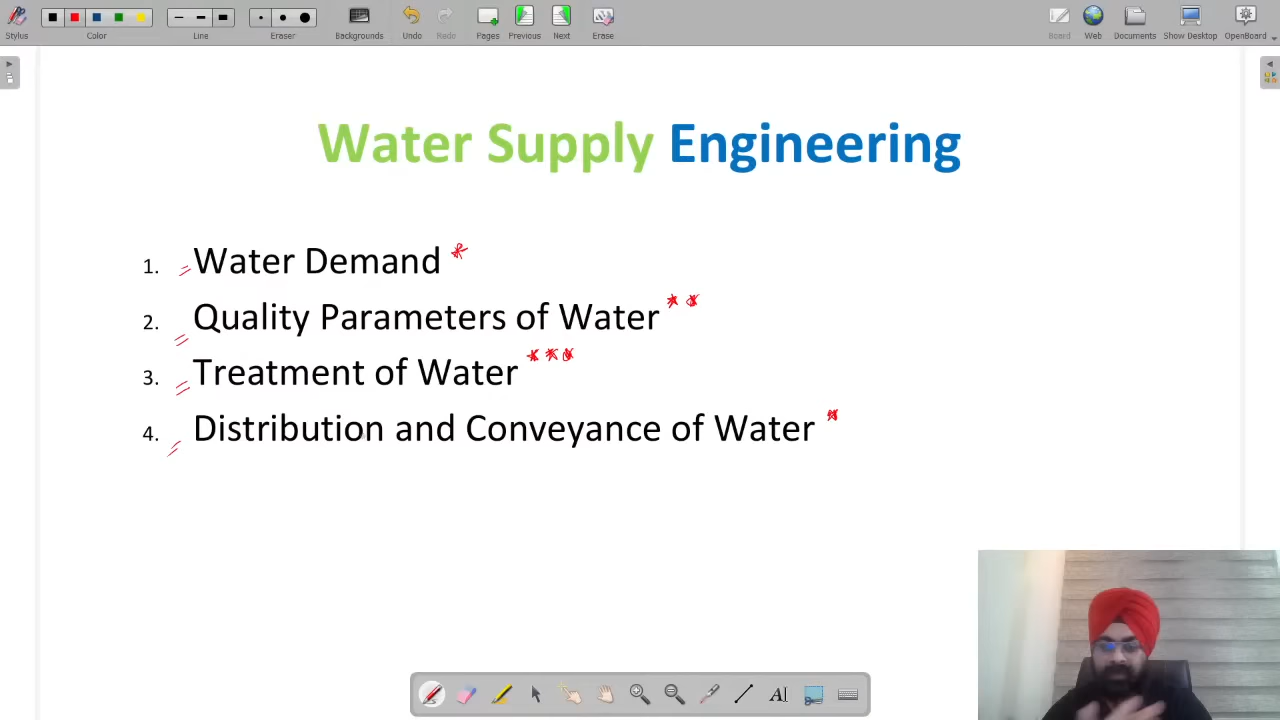 Stylus Color Line Eraser Backgrounds Undo Redo Pages Previous Next Erase Board Web Documents Show Desktop OpenBoard
Water Supply Engineering
1. Water Demand *
2. Quality Parameters of Water * *
3. Treatment of Water * * *
4. Distribution and Conveyance of Water *